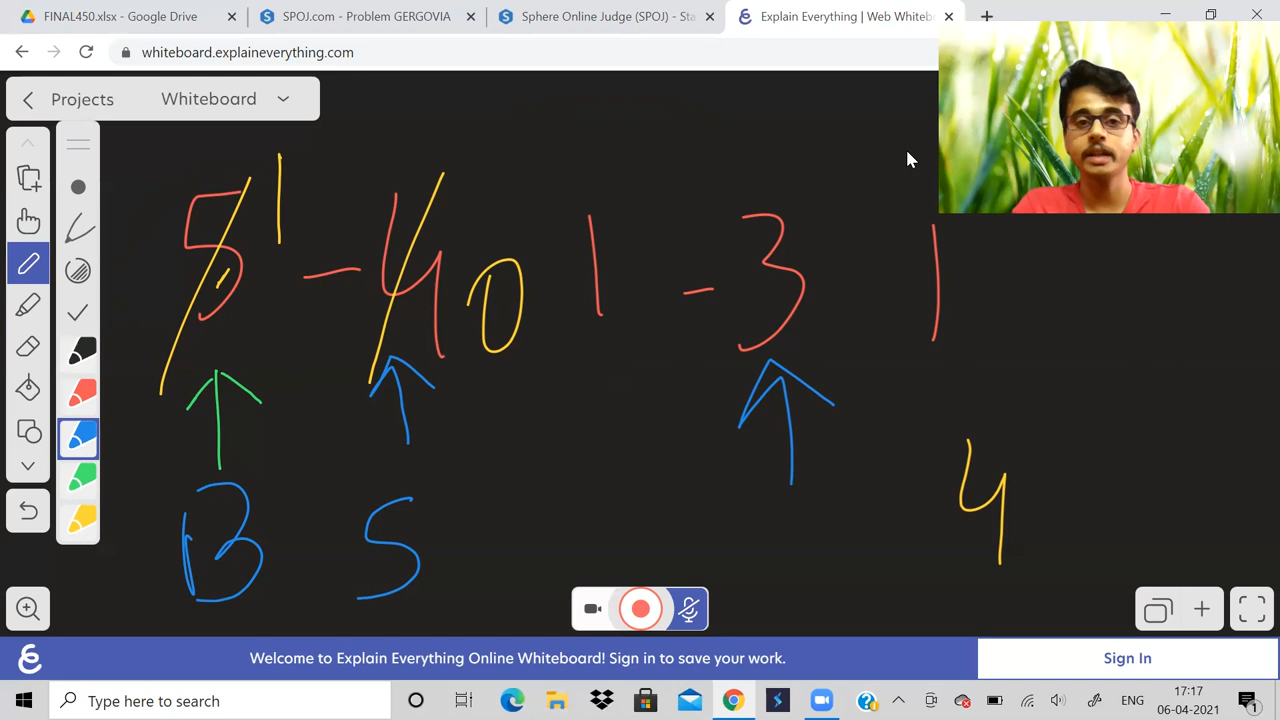 FINAL450.xlsx - Google Drive
SPOJ.com - Problem GERGOVIA
Sphere Online Judge (SPOJ) - Sta
Explain Everything | Web Whiteb
whiteboard.explaineverything.com
Projects
Whiteboard
5 1 -4 0 1 -3 1
4
B S
Welcome to Explain Everything Online Whiteboard! Sign in to save your work.
Sign In
Type here to search
ENG
17:17
06-04-2021
1